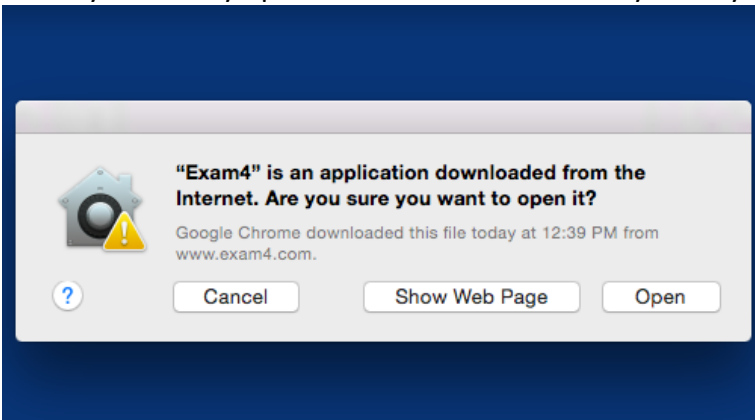 “Exam4” is an application downloaded from the
Internet. Are you sure you want to open it?
Google Chrome downloaded this file today at 12:39 PM from
www.exam4.com.
?
Cancel
Show Web Page
Open